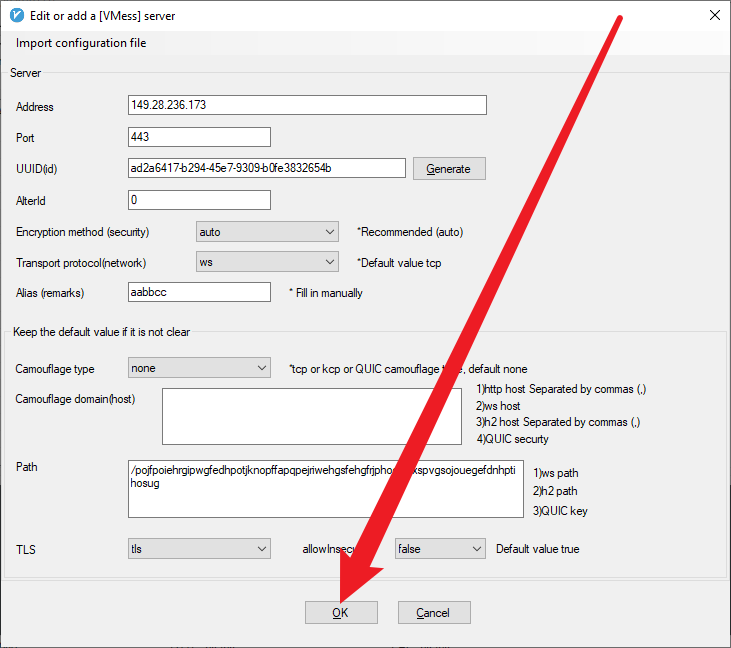 Edit or add a [VMess] server
Import configuration file
Server
Address 149.28.236.173
Port 443
UUID(id) ad2a6417-b294-45e7-9309-b0fe3832654b Generate
AlterId 0
Encryption method (security) auto *Recommended (auto)
Transport protocol(network) ws *Default value tcp
Alias (remarks) aabbcc * Fill in manually
Keep the default value if it is not clear
Camouflage type none *tcp or kcp or QUIC camouflage default none
Camouflage domain(host)
1)http host Separated by commas (,)
2)ws host
3)h2 host Separated by commas (,)
4)QUIC securty
Path
/pojfpoiehrgipwgfedhpotjknopffapqpejriwehgsfehgfrjpho xspvgsojouegefdnhpti
hosug
1)ws path
2)h2 path
3)QUIC key
TLS tls allowInsecu false Default value true
OK Cancel